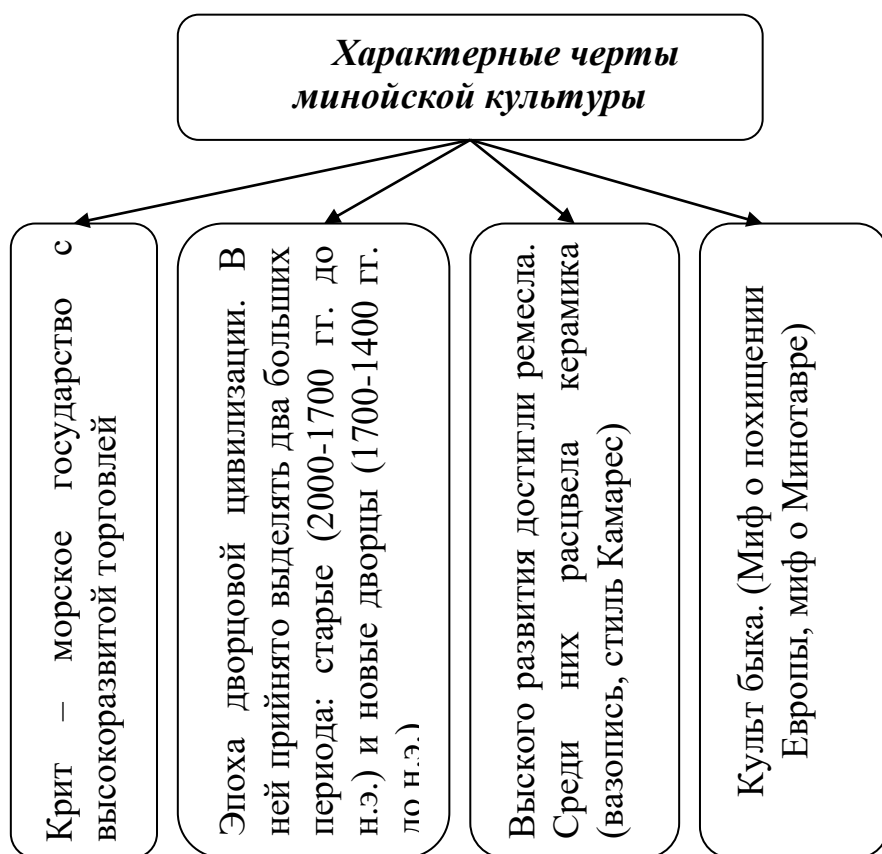 Характерные черты
минойской культуры
Крит – морское государство с
высокоразвитой торговлей
Эпоха дворцовой цивилизации. В
ней прийнято выделять два больших
периода: старые (2000-1700 гг. до
н.э.) и новые дворцы (1700-1400 гг.
до н.э.)
Выского развития достигли ремесла.
Среди них расцвела керамика
(вазопись, стиль Камарес)
Культ быка. (Миф о похищении
Европы, миф о Минотавре)